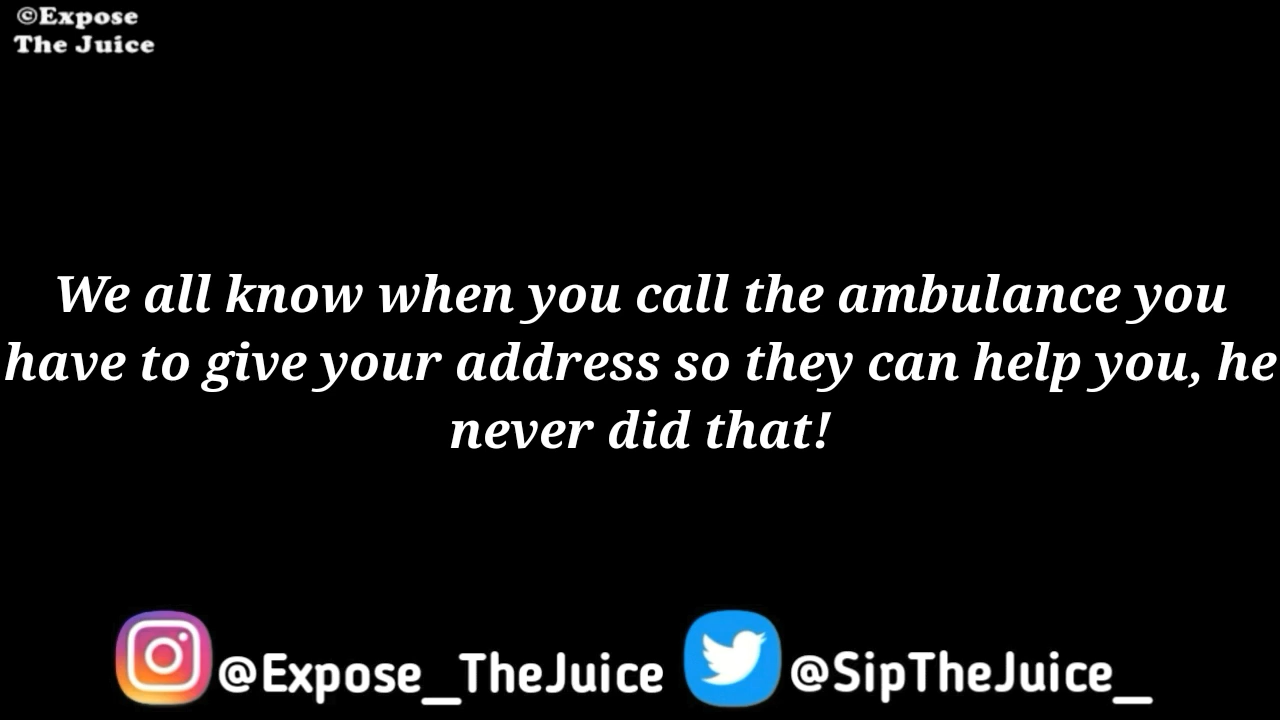 ©Expose
The Juice
We all know when you call the ambulance you
have to give your address so they can help you, he
never did that!
@Expose_TheJuice @SipTheJuice_